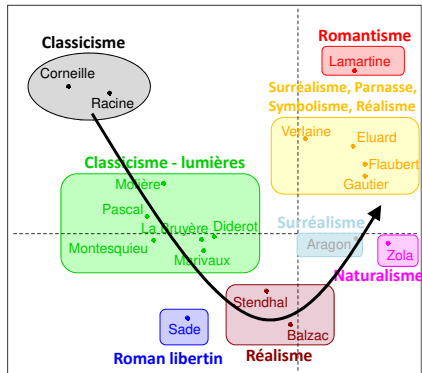 Classicisme
Corneille
Racine
Romantisme
Lamartine
Surréalisme, Parnasse,
Symbolisme, Réalisme
Verlaine
Eluard
Flaubert
Gautier
Classicisme - lumières
Molière
Pascal
La Bruyère
Diderot
Montesquieu
Marivaux
Surréalisme
Aragon
Zola
Naturalisme
Stendhal
Balzac
Réalisme
Sade
Roman libertin